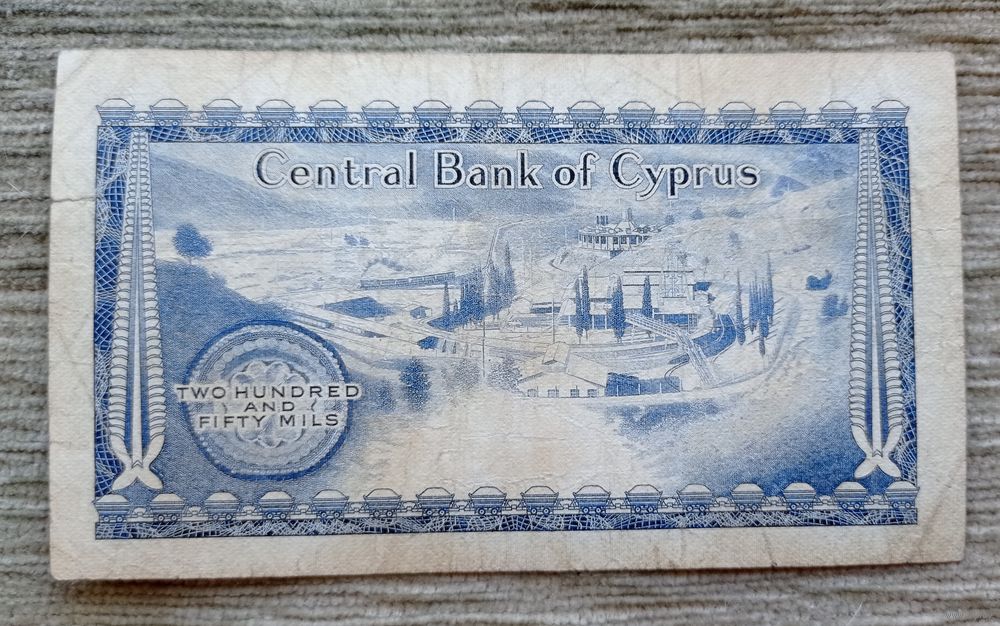 Central Bank of Cyprus
TWO HUNDRED
AND
FIFTY MILS